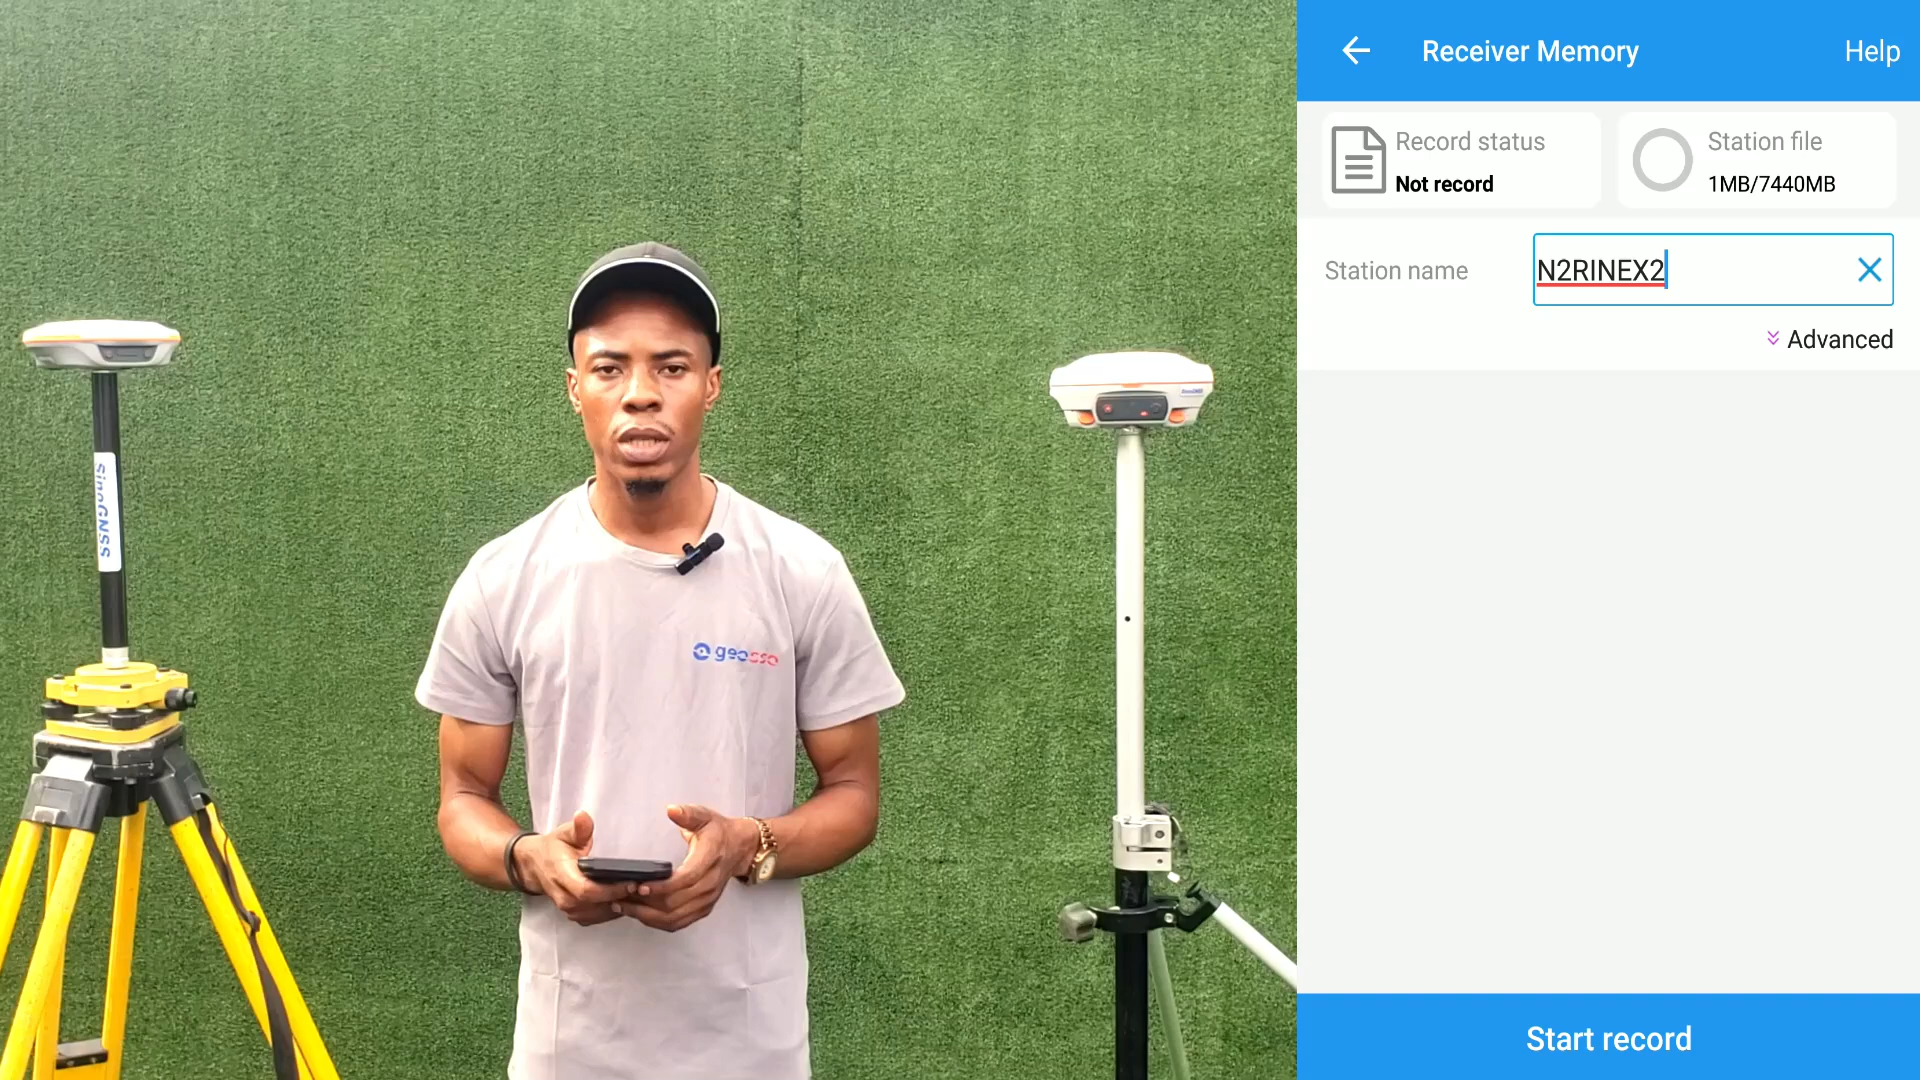 SinoGNSS
geosso
Receiver Memory
Help
Record status
Not record
Station file
1MB/7440MB
Station name
N2RINEX2
Advanced
Start record